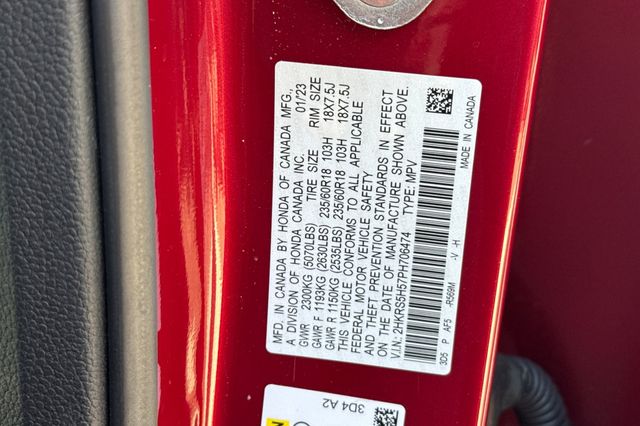 MFD. IN CANADA BY HONDA OF CANADA MFG.,
A DIVISION OF HONDA CANADA INC. 01/23
GVWR 2300KG (5070LBS) TIRE SIZE RIM SIZE
GAWR F 1193KG (2630LBS) 235/60R18 103H 18X7.5J
GAWR R 1150KG (2535LBS) 235/60R18 103H 18X7.5J
THIS VEHICLE CONFORMS TO ALL APPLICABLE
FEDERAL MOTOR VEHICLE SAFETY
AND THEFT PREVENTION STANDARDS IN EFFECT
ON THE DATE OF MANUFACTURE SHOWN ABOVE.
V.I.N: 2HKRS5H57PH706474 TYPE: MPV
3D5 P AF5 -R569M -V -H MADE IN CANADA
3D4 A2